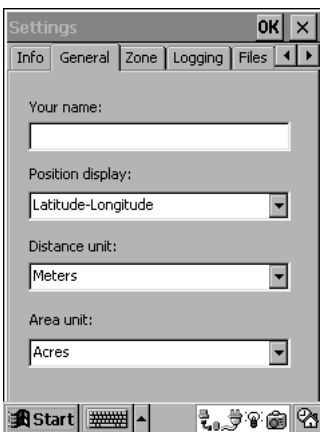 Settings OK
Info General Zone Logging Files
Your name:
Position display:
Latitude-Longitude
Distance unit:
Meters
Area unit:
Acres
Start